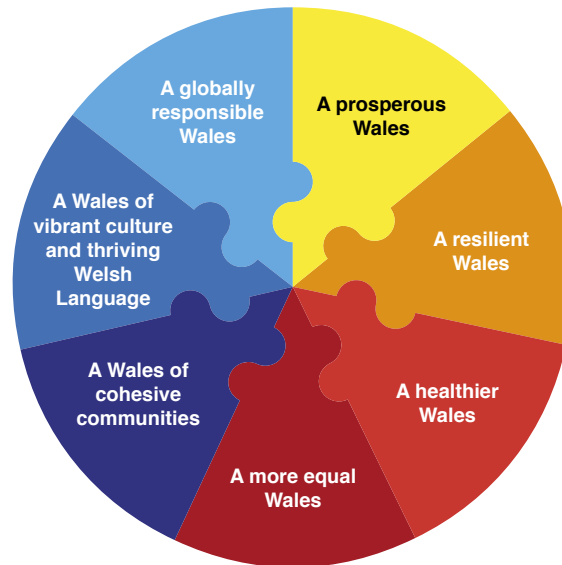 A prosperous
Wales
A resilient
Wales
A healthier
Wales
A more equal
Wales
A Wales of
cohesive
communities
A Wales of
vibrant culture
and thriving
Welsh
Language
A globally
responsible
Wales